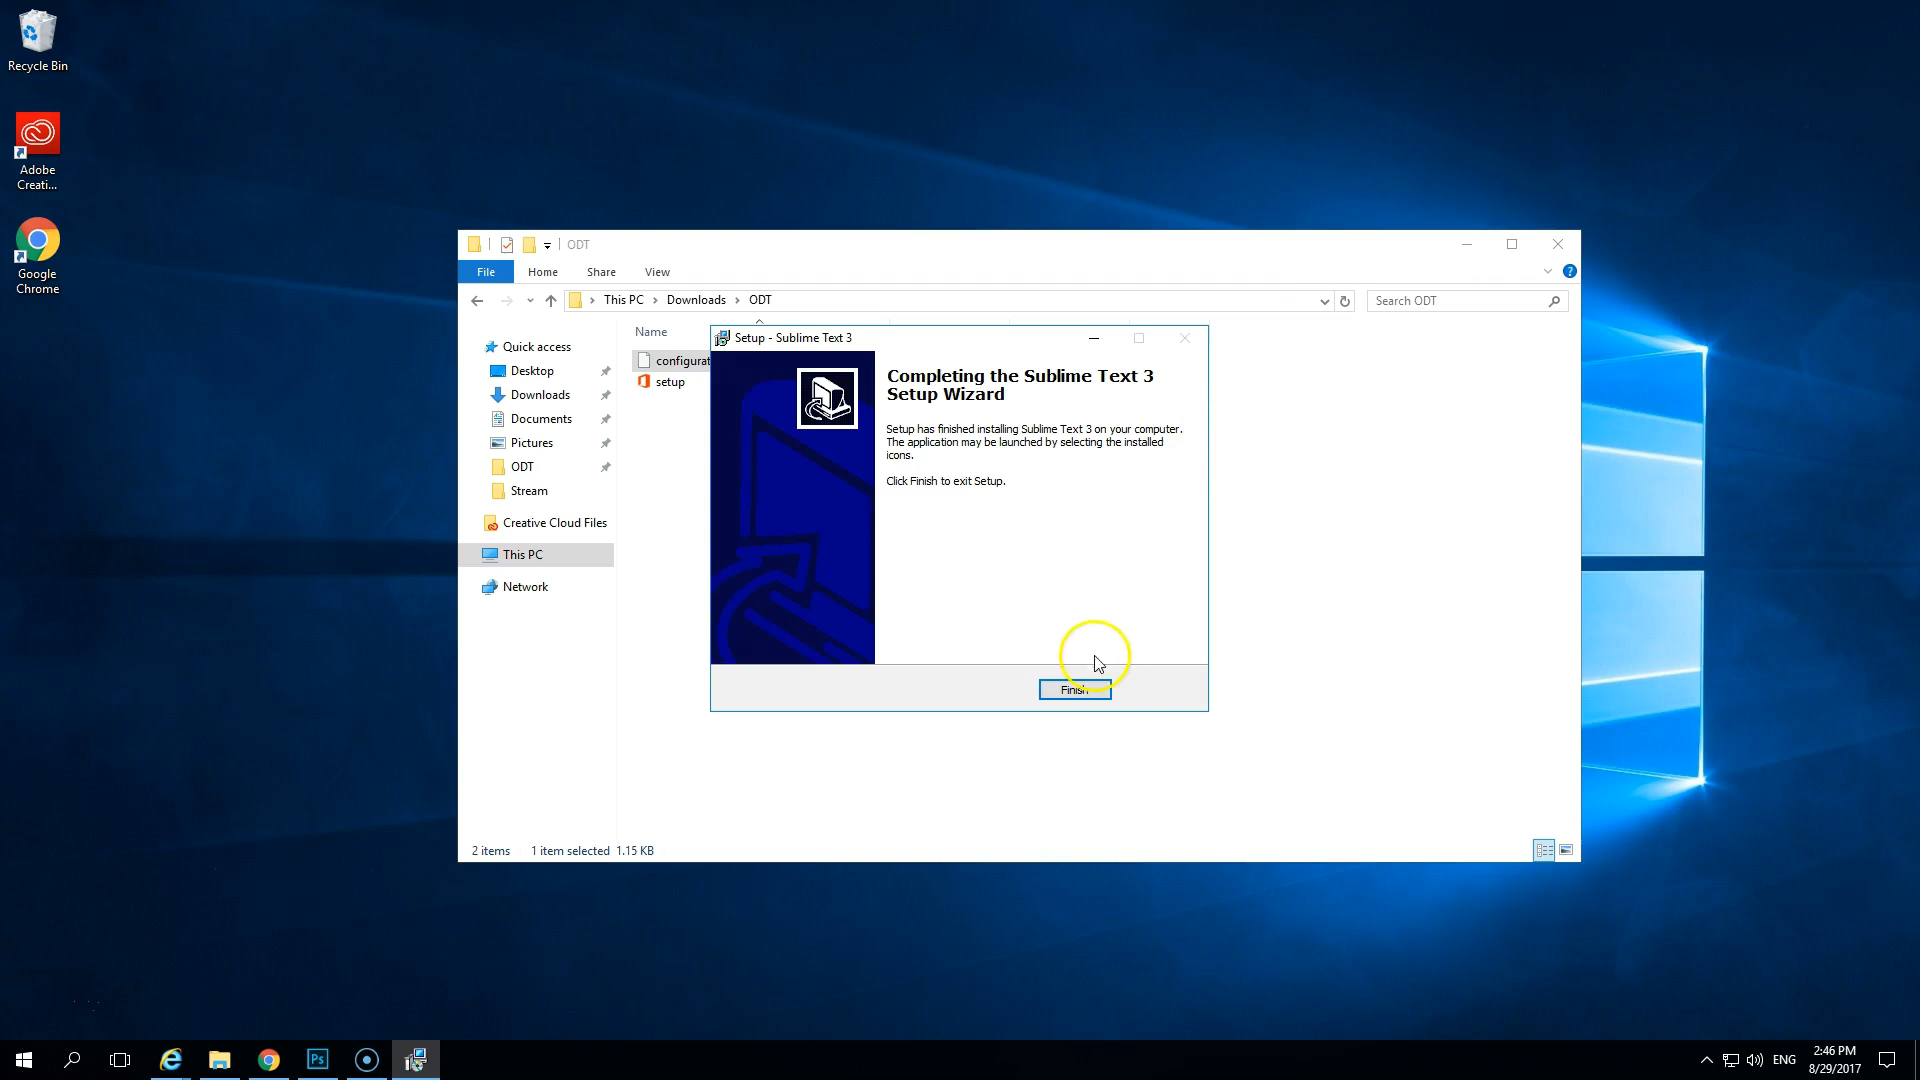 Recycle Bin
Adobe
Creati...
Google
Chrome
ODT
File
Home
Share
View
This PC
Downloads
ODT
Search ODT
Quick access
Desktop
Downloads
Documents
Pictures
ODT
Stream
Creative Cloud Files
This PC
Network
Name
configurat
setup
Setup - Sublime Text 3
Completing the Sublime Text 3
Setup Wizard
Setup has finished installing Sublime Text 3 on your computer.
The application may be launched by selecting the installed
icons.
Click Finish to exit Setup.
Finish
2 items
1 item selected 1.15 KB
Ps
ENG
2:46 PM
8/29/2017